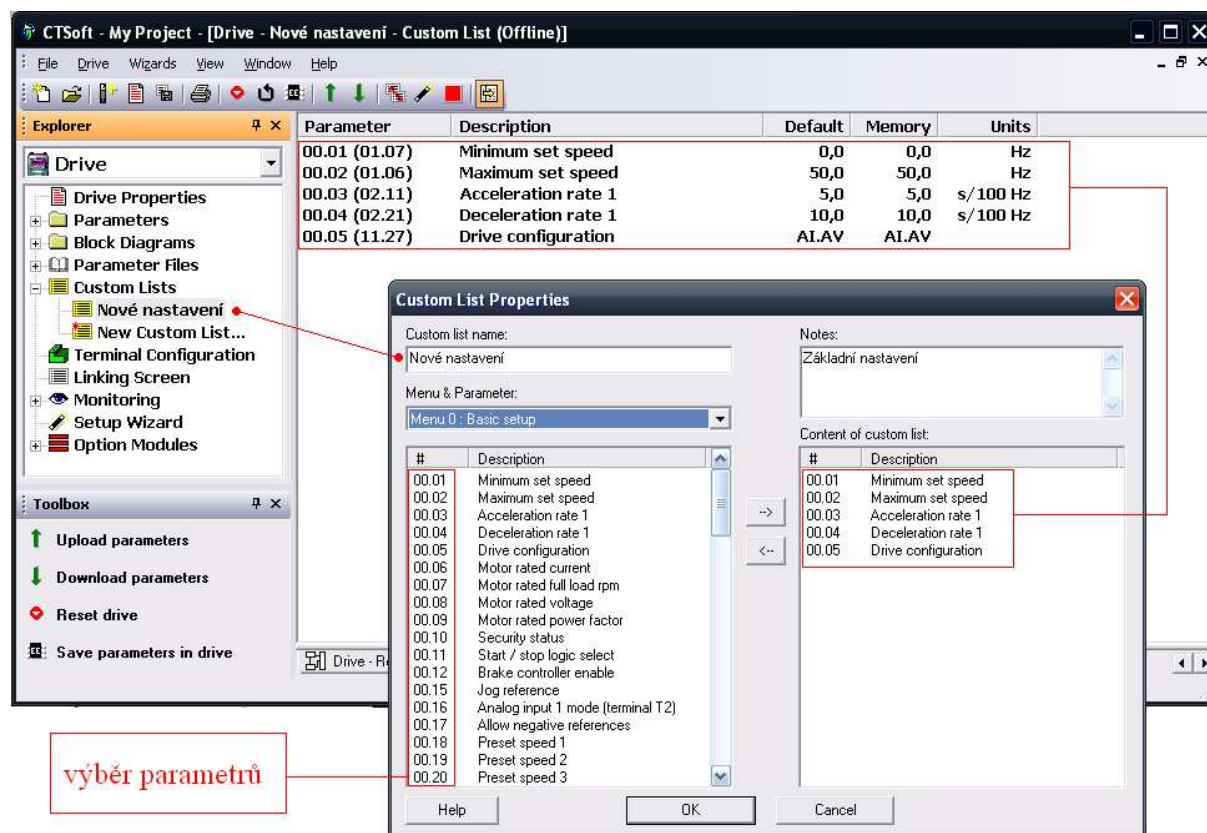 CTSoft - My Project - [Drive - Nové nastavení - Custom List (Offline)]
File Drive Wizards View Window Help
Explorer
Drive
Drive Properties
Parameters
Block Diagrams
Parameter Files
Custom Lists
Nové nastavení
New Custom List...
Terminal Configuration
Linking Screen
Monitoring
Setup Wizard
Option Modules
Toolbox
Upload parameters
Download parameters
Reset drive
Save parameters in drive
Parameter Description Default Memory Units
00.01 (01.07) Minimum set speed 0,0 0,0 Hz
00.02 (01.06) Maximum set speed 50,0 50,0 Hz
00.03 (02.11) Acceleration rate 1 5,0 5,0 s/100 Hz
00.04 (02.21) Deceleration rate 1 10,0 10,0 s/100 Hz
00.05 (11.27) Drive configuration AI.AV AI.AV
Drive - R
Custom List Properties
Custom list name:
Nové nastavení
Menu & Parameter:
Menu 0 : Basic setup
# Description
00.01 Minimum set speed
00.02 Maximum set speed
00.03 Acceleration rate 1
00.04 Deceleration rate 1
00.05 Drive configuration
00.06 Motor rated current
00.07 Motor rated full load rpm
00.08 Motor rated voltage
00.09 Motor rated power factor
00.10 Security status
00.11 Start / stop logic select
00.12 Brake controller enable
00.15 Jog reference
00.16 Analog input 1 mode (terminal T2)
00.17 Allow negative references
00.18 Preset speed 1
00.19 Preset speed 2
00.20 Preset speed 3
-->
<--
Notes:
Základní nastavení
Content of custom list:
# Description
00.01 Minimum set speed
00.02 Maximum set speed
00.03 Acceleration rate 1
00.04 Deceleration rate 1
00.05 Drive configuration
Help OK Cancel
výběr parametrů